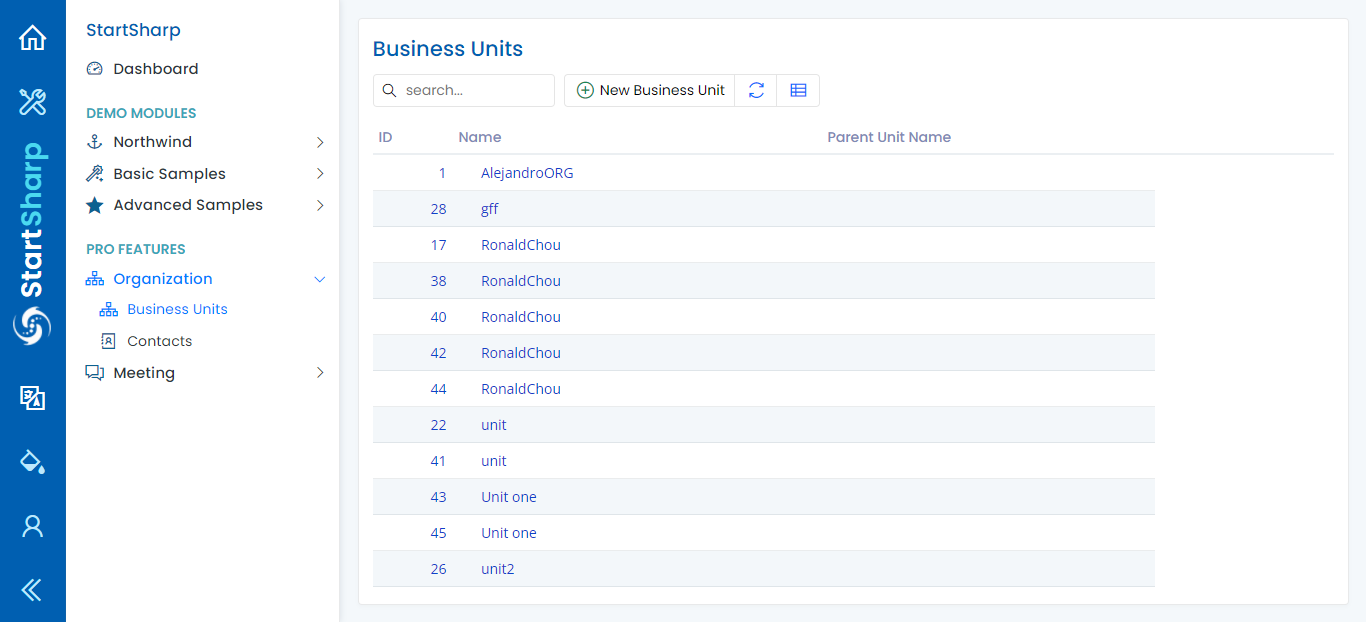 StartSharp
StartSharp
Dashboard
DEMO MODULES
Northwind
Basic Samples
Advanced Samples
PRO FEATURES
Organization
Business Units
Contacts
Meeting
Business Units
search...
New Business Unit
ID Name Parent Unit Name
1 AlejandroORG
28 gff
17 RonaldChou
38 RonaldChou
40 RonaldChou
42 RonaldChou
44 RonaldChou
22 unit
41 unit
43 Unit one
45 Unit one
26 unit2